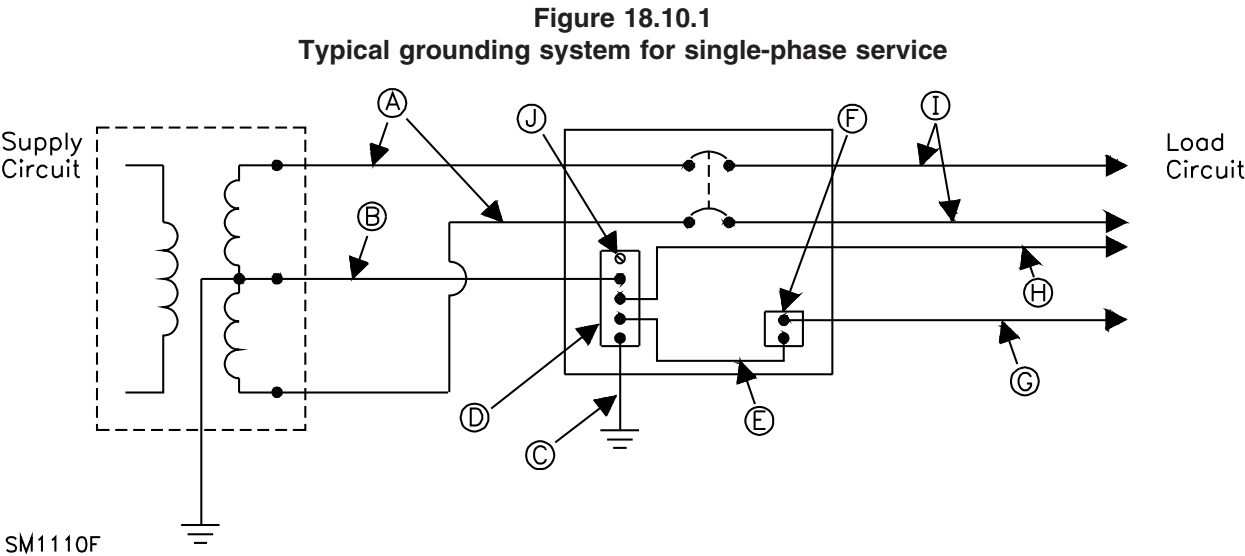 Figure 18.10.1
Typical grounding system for single-phase service
A
J
F
I
Supply
Circuit
Load
Circuit
B
H
G
D
E
C
SM1110F